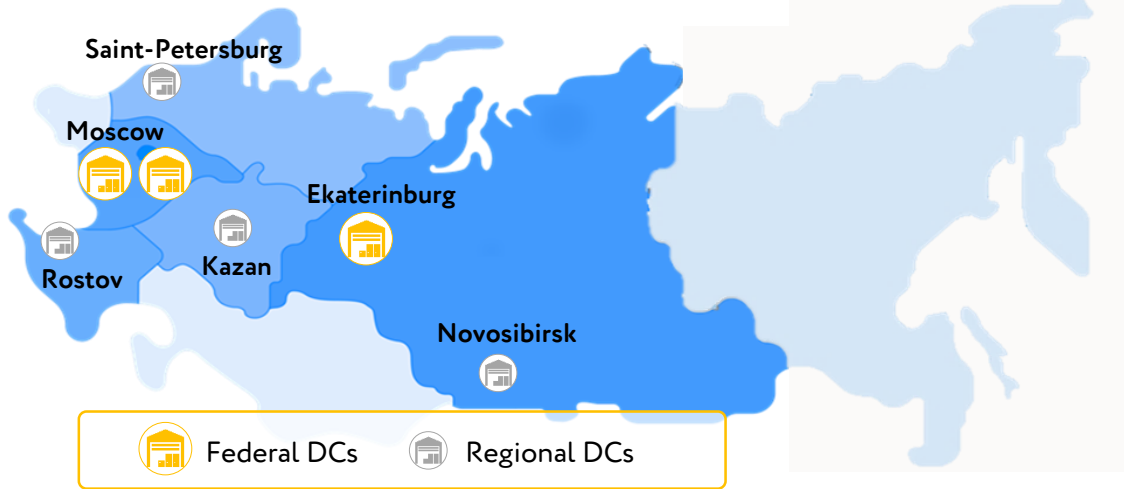 Saint-Petersburg
Moscow
Ekaterinburg
Kazan
Rostov
Novosibirsk
Federal DCs
Regional DCs